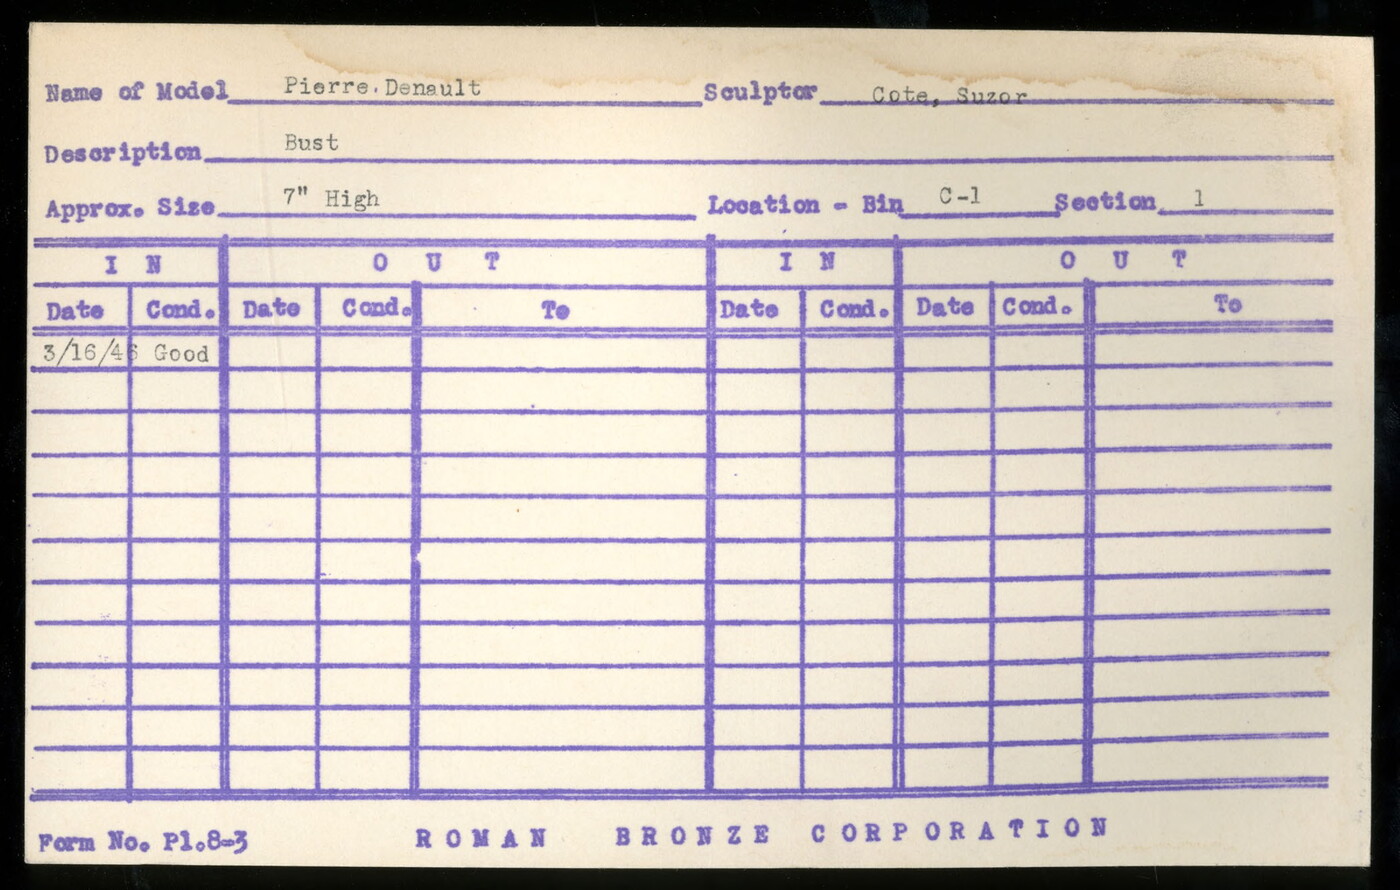 Name of Model Pierre. Denault Sculptor Cote, Suzor
Description Bust
Approx. Size 7" High Location - Bin C-1 Section 1
I N O U T I N O U T
Date Cond. Date Cond. To Date Cond. Date Cond. To
3/16/46 Good
Form No. Pl.8-3 ROMAN BRONZE CORPORATION